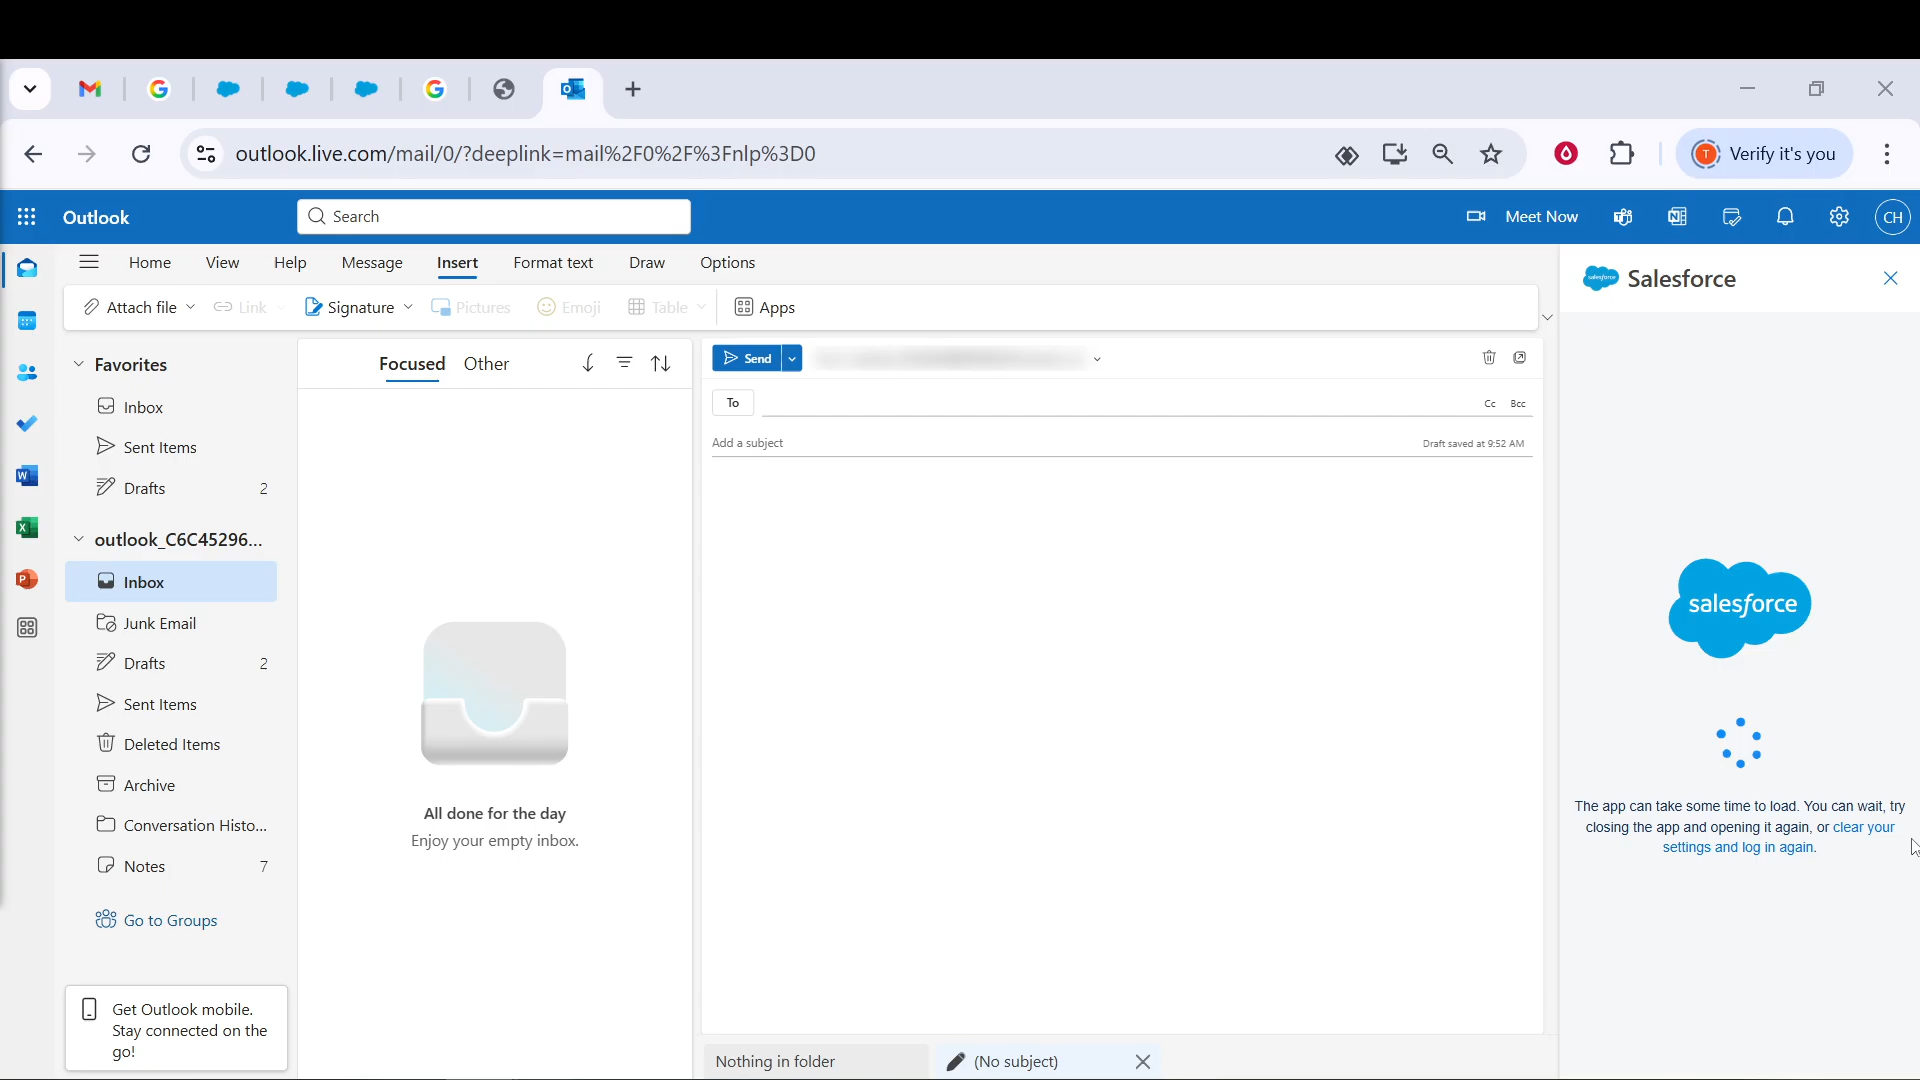 outlook.live.com/mail/0/?deeplink=mail%2F0%2F%3Fnlp%3D0
T
Verify it's you
Outlook
Search
Meet Now
CH
Home View Help Message Insert Format text Draw Options
Attach file Link Signature Pictures Emoji Table Apps
salesforce
Salesforce
Favorites
Inbox
Sent Items
Drafts 2
outlook_C6C45296...
Inbox
Junk Email
Drafts 2
Sent Items
Deleted Items
Archive
Conversation Histo...
Notes 7
Go to Groups
Get Outlook mobile.
Stay connected on the
go!
Focused Other
All done for the day
Enjoy your empty inbox.
Send
To
Cc Bcc
Add a subject
Draft saved at 9:52 AM
Nothing in folder
(No subject)
salesforce
The app can take some time to load. You can wait, try
closing the app and opening it again, or clear your
settings and log in again.